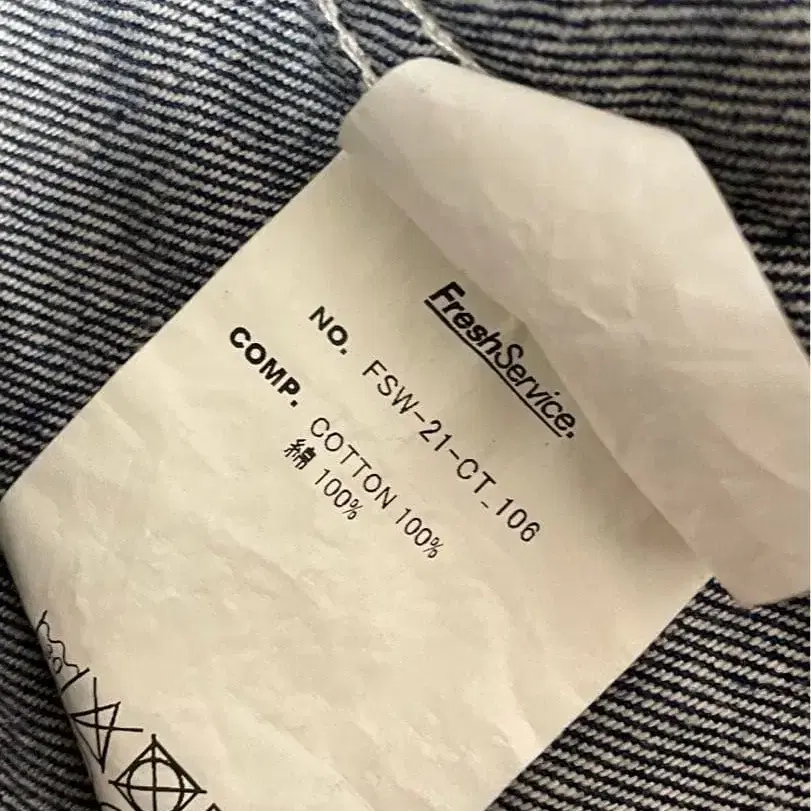 FreshService.
NO. FSW-21-CT_106
COMP. COTTON 100%
綿 100%